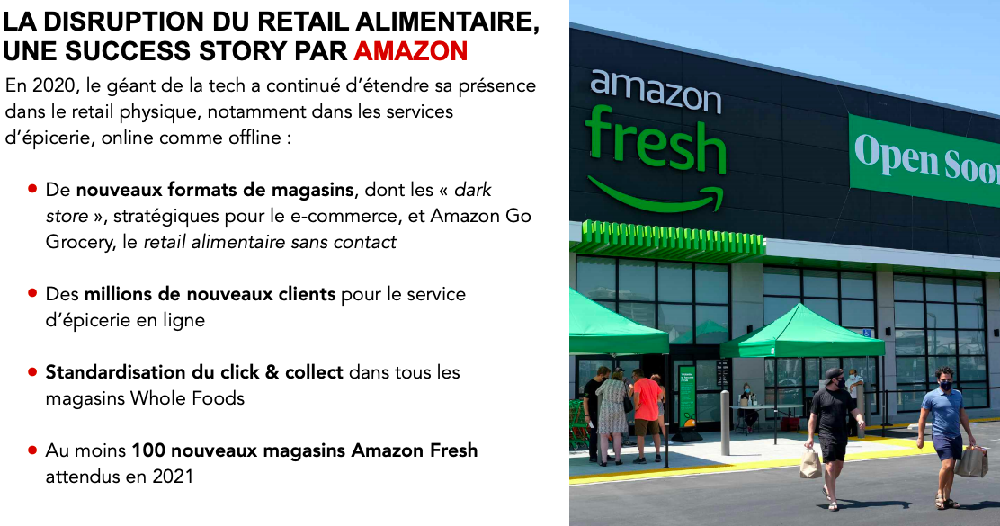 LA DISRUPTION DU RETAIL ALIMENTAIRE,
UNE SUCCESS STORY PAR AMAZON
En 2020, le géant de la tech a continué d’étendre sa présence
dans le retail physique, notamment dans les services
d’épicerie, online comme offline :
• De nouveaux formats de magasins, dont les « dark
store », stratégiques pour le e-commerce, et Amazon Go
Grocery, le retail alimentaire sans contact
• Des millions de nouveaux clients pour le service
d’épicerie en ligne
• Standardisation du click & collect dans tous les
magasins Whole Foods
• Au moins 100 nouveaux magasins Amazon Fresh
attendus en 2021
amazon
fresh
Open Soon